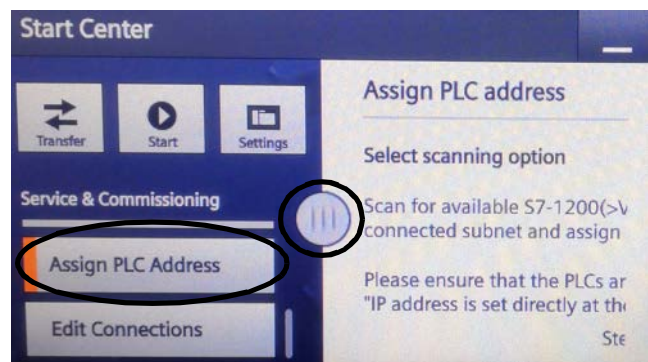 Start Center
Transfer
Start
Settings
Service & Commissioning
Assign PLC Address
Edit Connections
Assign PLC address
Select scanning option
Scan for available S7-1200(>V
connected subnet and assign
Please ensure that the PLCs ar
"IP address is set directly at the
Ste